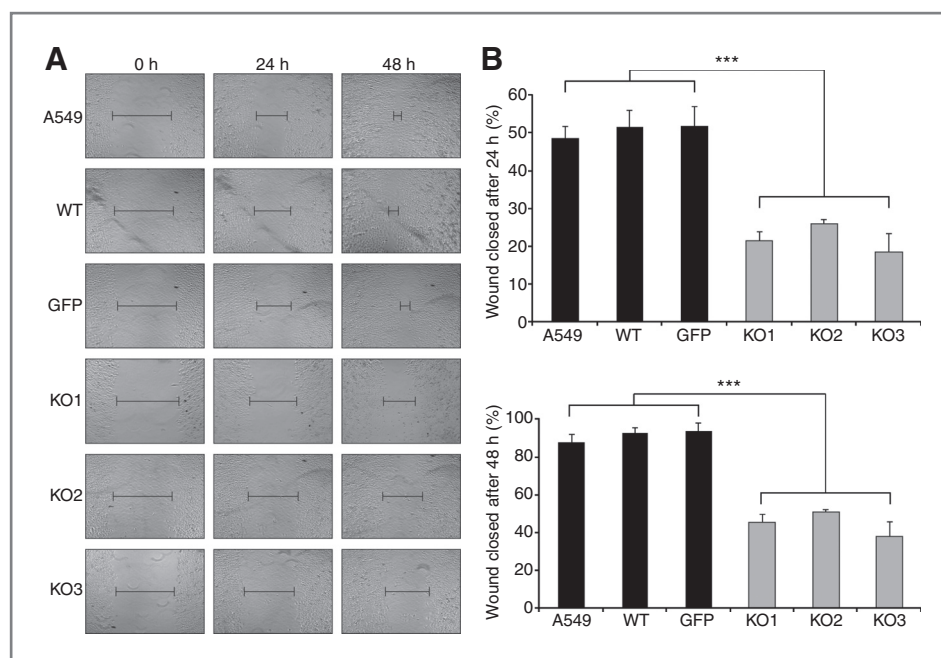 A
0 h 24 h 48 h
A549
WT
GFP
KO1
KO2
KO3
B
***
Wound closed after 24 h (%)
60
50
40
30
20
10
0
A549 WT GFP KO1 KO2 KO3
***
Wound closed after 48 h (%)
100
80
60
40
20
0
A549 WT GFP KO1 KO2 KO3